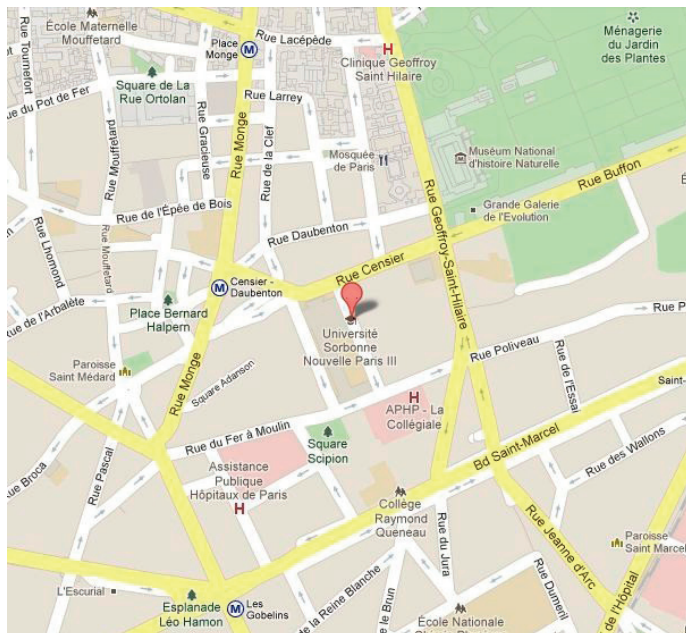 École Maternelle
Mouffetard
Rue Tournefort
Place
Monge
M
Rue Lacépède
H
Clinique Geoffroy
Saint Hilaire
Ménagerie
du Jardin
des Plantes
Square de La
Rue Ortolan
ue du Pot de Fer
Rue Mouffetard
Rue Gracieuse
Rue Monge
Rue de la Clef
Rue Larrey
Mosquée
de Paris
Muséum National
d'histoire Naturelle
Rue Buffon
Rue Geoffroy-Saint-Hilaire
Grande Galerie
de l'Evolution
Rue de l'Épée de Bois
Rue Lhomond
Rue Mouffetard
Rue Daubenton
Rue Censier
M
Censier -
Daubenton
Rue de l'Arbalète
Place Bernard
Halpern
Université
Sorbonne
Nouvelle Paris III
Rue P
Rue Poliveau
Rue de l'Essai
Paroisse
Saint Médard
Rue Monge
Square Adanson
Saint-
H
APHP - La
Collégiale
Rue du Fer à Moulin
Square
Scipion
Bd Saint-Marcel
Rue des Wallons
Rue Broca
Rue Pascal
Assistance
Publique
Hôpitaux de Paris
H
Collège
Raymond
Queneau
Rue du Jura
Rue Jeanne d'Arc
Paroisse
Saint Marcel
L'Escurial
Esplanade
Léo Hamon
M
Les
Gobelins
de la Reine Blanche
e le Brun
École Nationale
Rue Dumeril
de l'Hôpital